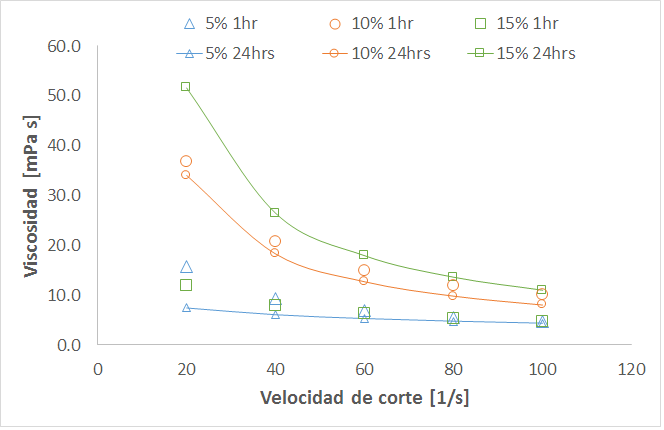 5% 1hr 10% 1hr 15% 1hr
5% 24hrs 10% 24hrs 15% 24hrs
60.0
50.0
40.0
30.0
20.0
10.0
0.0
Viscosidad [mPa s]
0 20 40 60 80 100 120
Velocidad de corte [1/s]